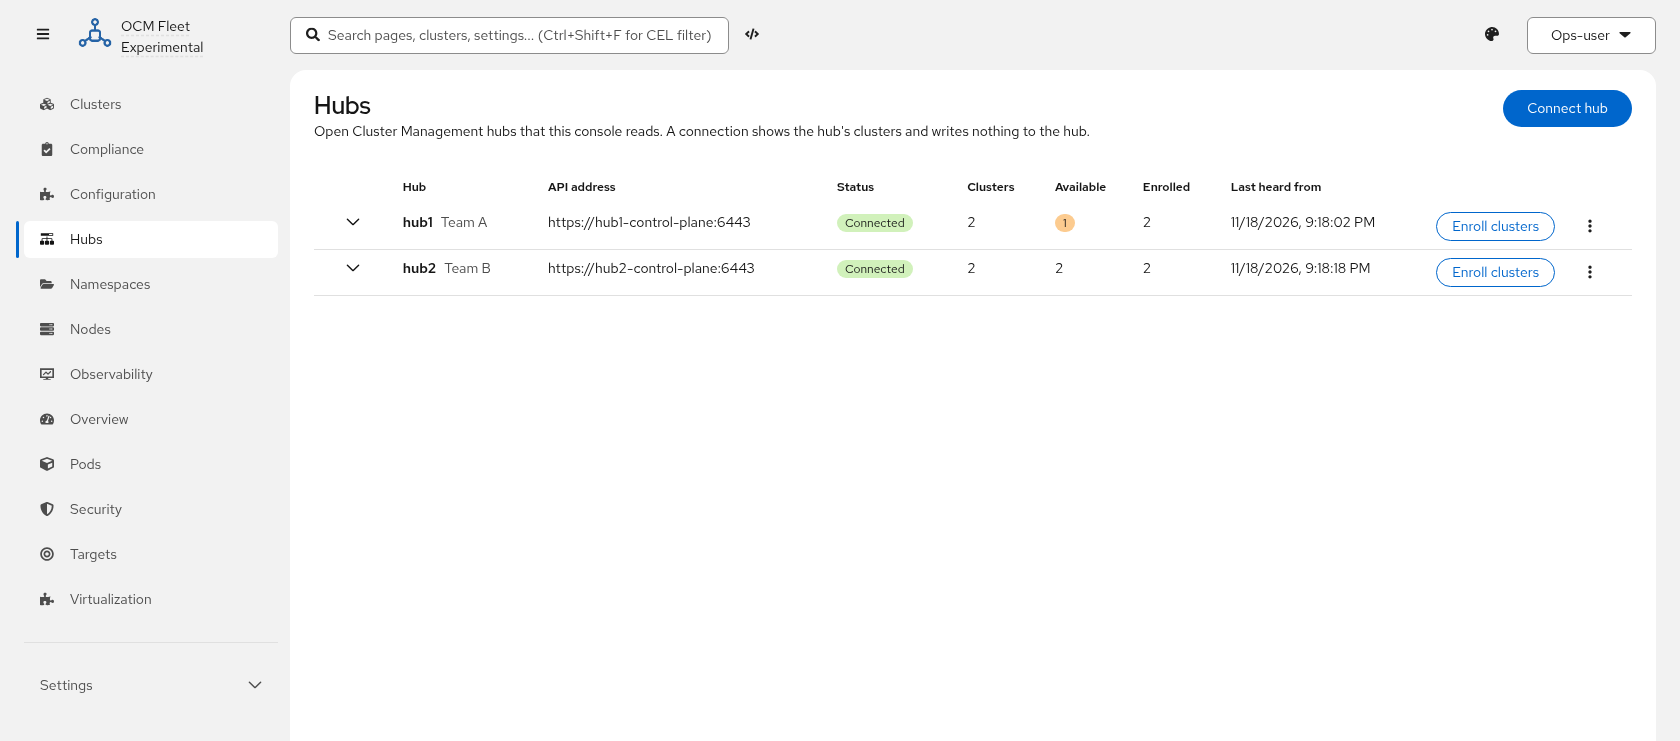 OCM Fleet
Experimental
Search pages, clusters, settings... (Ctrl+Shift+F for CEL filter)
Ops-user
Clusters
Compliance
Configuration
Hubs
Namespaces
Nodes
Observability
Overview
Pods
Security
Targets
Virtualization
Settings
Hubs
Connect hub
Open Cluster Management hubs that this console reads. A connection shows the hub's clusters and writes nothing to the hub.
Hub API address Status Clusters Available Enrolled Last heard from
hub1 Team A https://hub1-control-plane:6443 Connected 2 1 2 11/18/2026, 9:18:02 PM Enroll clusters
hub2 Team B https://hub2-control-plane:6443 Connected 2 2 2 11/18/2026, 9:18:18 PM Enroll clusters